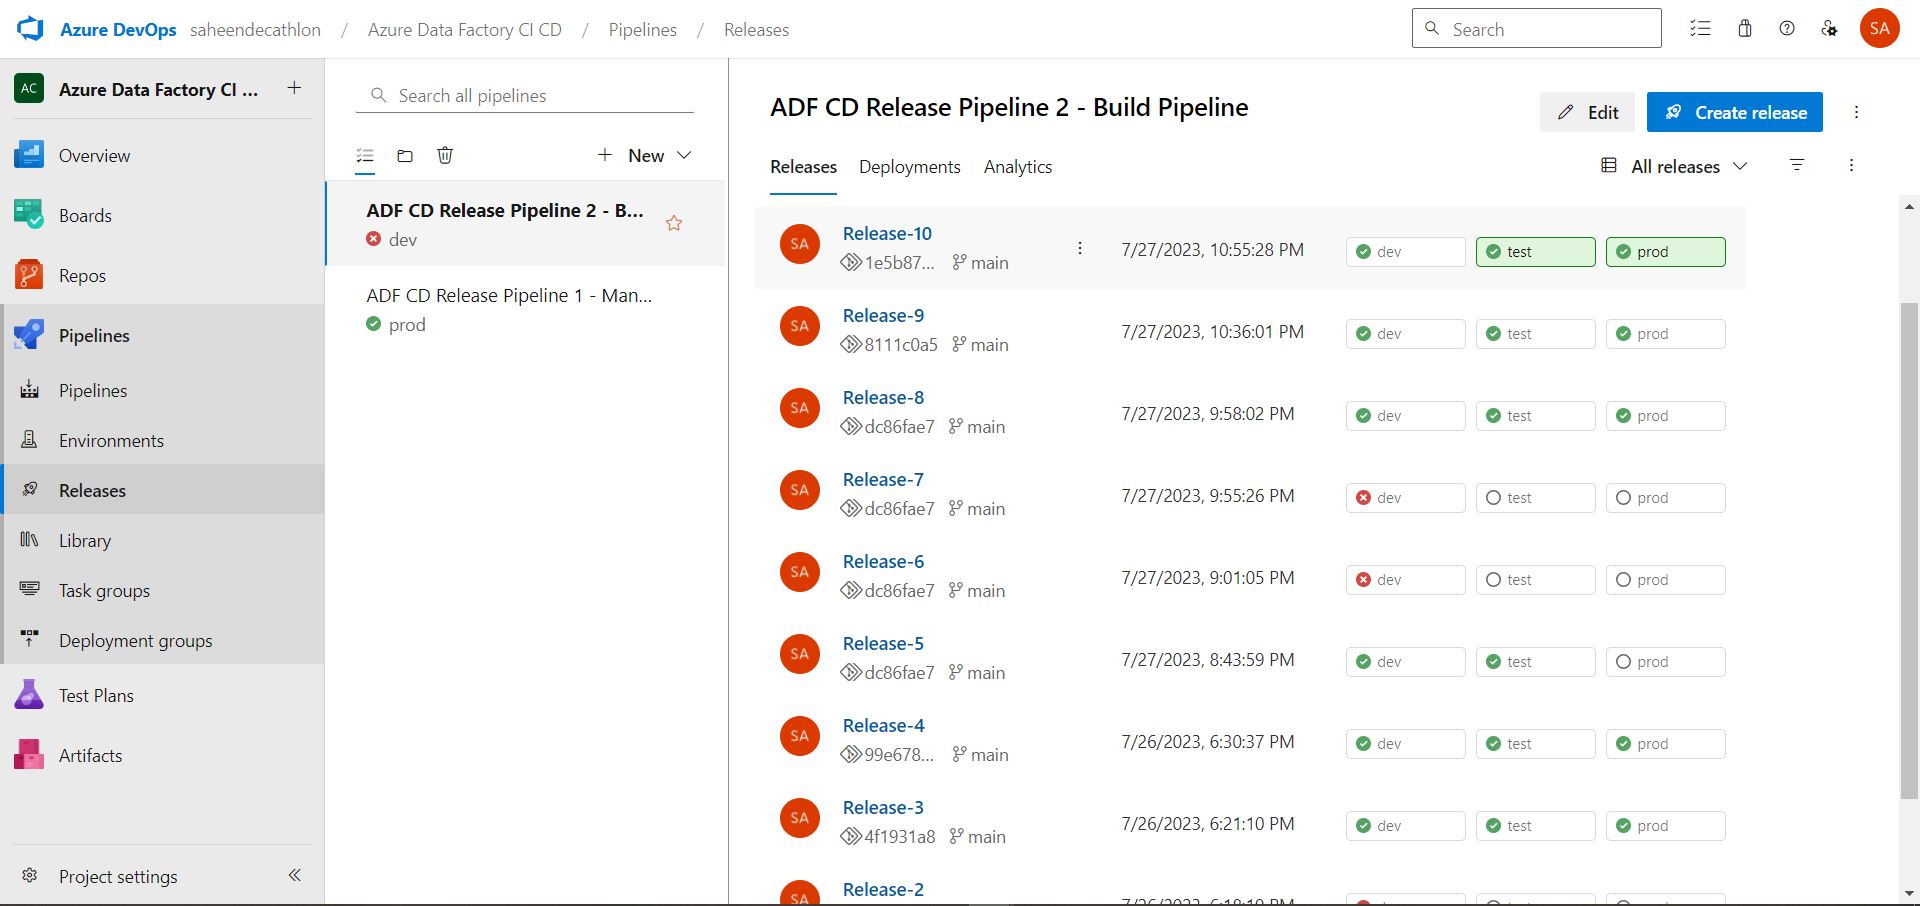 Azure DevOps saheendecathlon / Azure Data Factory CI CD / Pipelines / Releases
Search
SA
AC Azure Data Factory CI ...
Overview
Boards
Repos
Pipelines
Pipelines
Environments
Releases
Library
Task groups
Deployment groups
Test Plans
Artifacts
Project settings
Search all pipelines
New
ADF CD Release Pipeline 2 - B...
dev
ADF CD Release Pipeline 1 - Man...
prod
ADF CD Release Pipeline 2 - Build Pipeline
Edit
Create release
Releases Deployments Analytics
All releases
SA Release-10
1e5b87... main
7/27/2023, 10:55:28 PM dev test prod
SA Release-9
8111c0a5 main
7/27/2023, 10:36:01 PM dev test prod
SA Release-8
dc86fae7 main
7/27/2023, 9:58:02 PM dev test prod
SA Release-7
dc86fae7 main
7/27/2023, 9:55:26 PM dev test prod
SA Release-6
dc86fae7 main
7/27/2023, 9:01:05 PM dev test prod
SA Release-5
dc86fae7 main
7/27/2023, 8:43:59 PM dev test prod
SA Release-4
99e678... main
7/26/2023, 6:30:37 PM dev test prod
SA Release-3
4f1931a8 main
7/26/2023, 6:21:10 PM dev test prod
SA Release-2